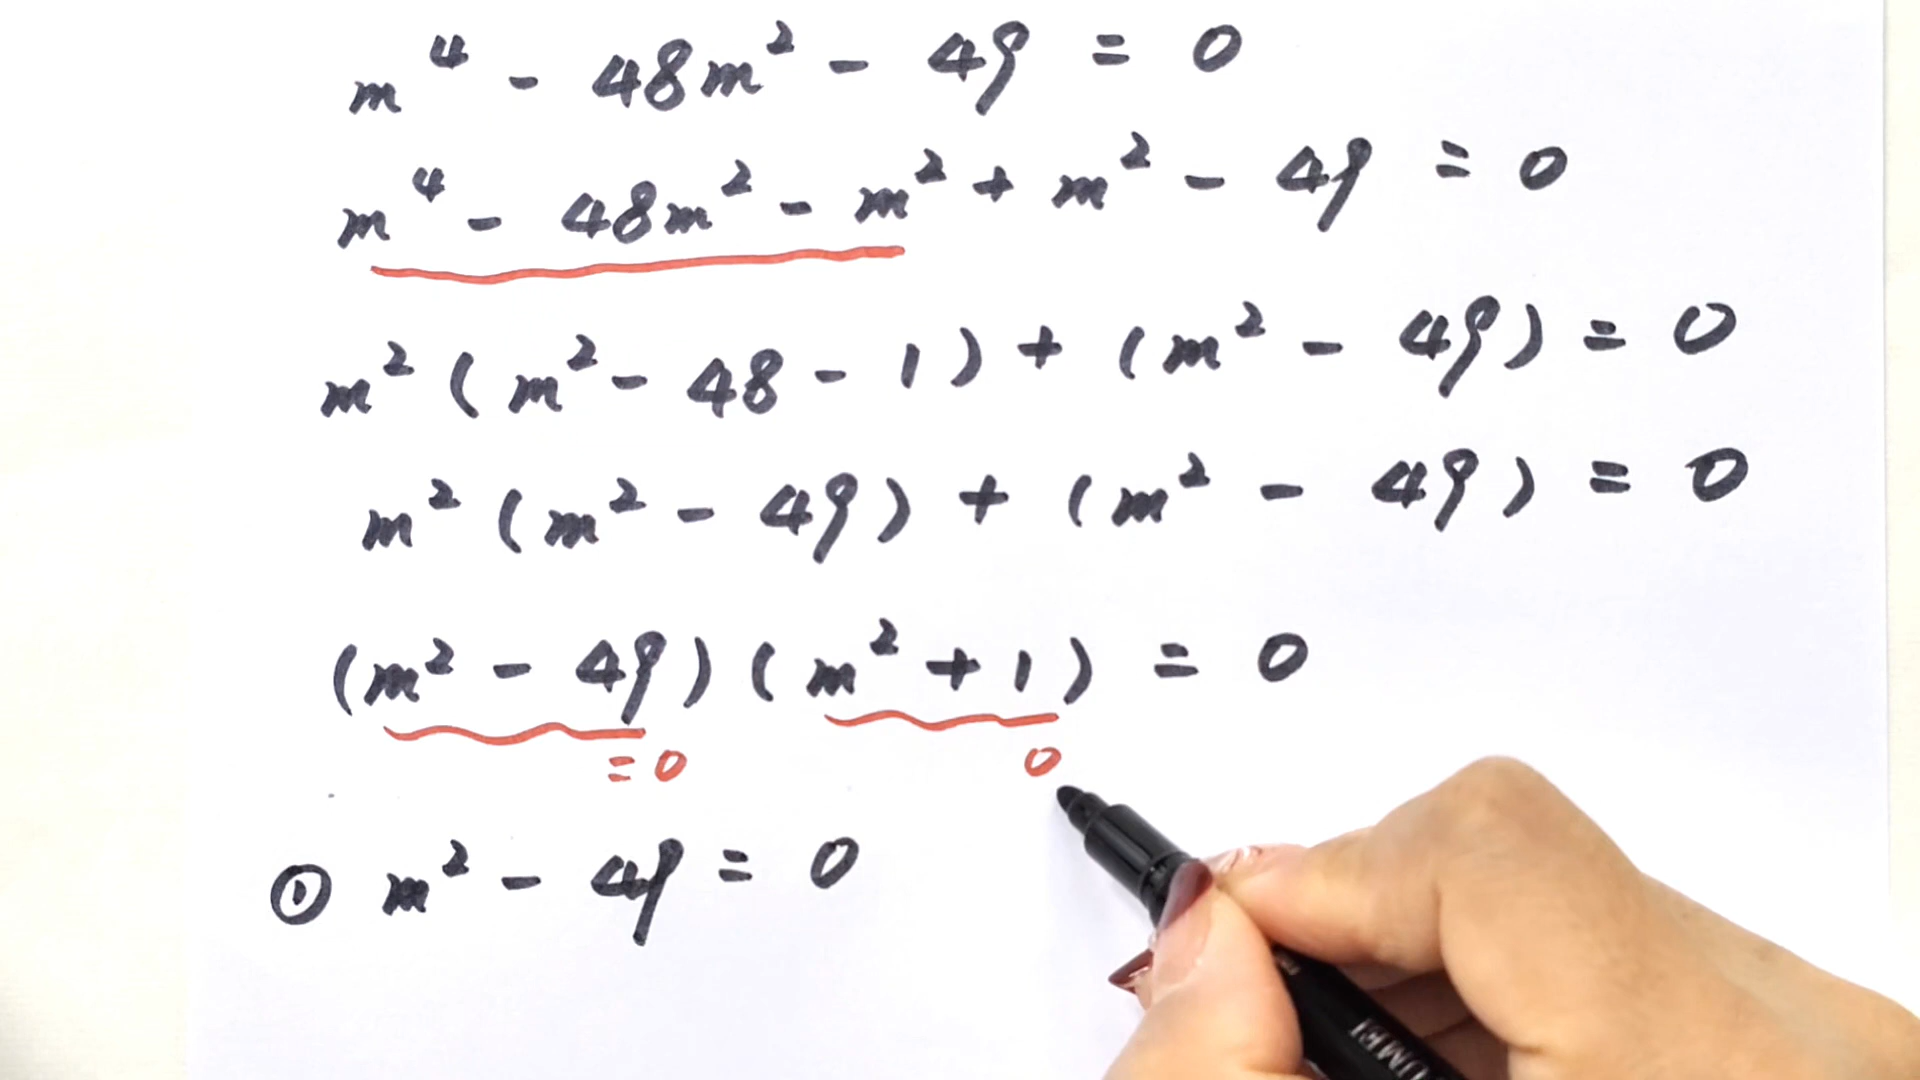 m⁴ - 48m² - 49 = 0
m⁴ - 48m² - m² + m² - 49 = 0
m² (m² - 48 - 1) + (m² - 49) = 0
m² (m² - 49) + (m² - 49) = 0
(m² - 49) (m² + 1) = 0
= 0 0
① m² - 49 = 0